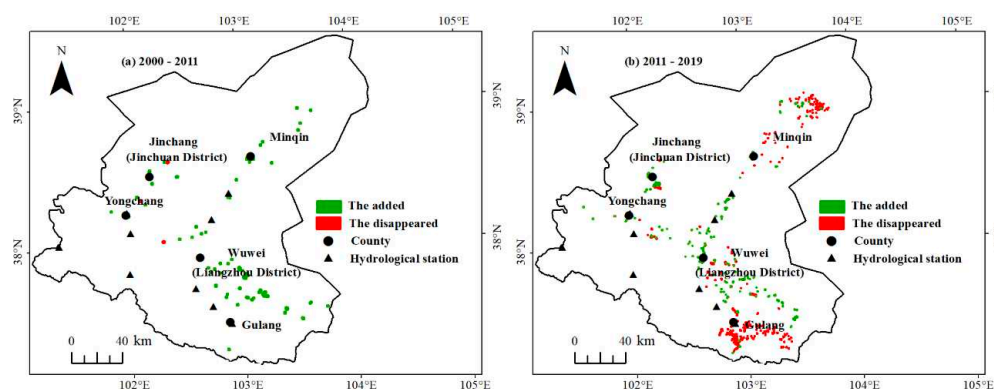 102°E 103°E 104°E 105°E
N
(a) 2000 - 2011
39°N
38°N
Minqin
Jinchang
(Jinchuan District)
Yongchang
The added
The disappeared
County
Hydrological station
Wuwei
(Liangzhou District)
Gulang
0 40 km
102°E 103°E 104°E 105°E
39°N
38°N
102°E 103°E 104°E 105°E
N
(b) 2011 - 2019
Minqin
Jinchang
(Jinchuan District)
Yongchang
The added
The disappeared
County
Hydrological station
Wuwei
(Liangzhou District)
Gulang
0 40 km
102°E 103°E 104°E 105°E
39°N
38°N